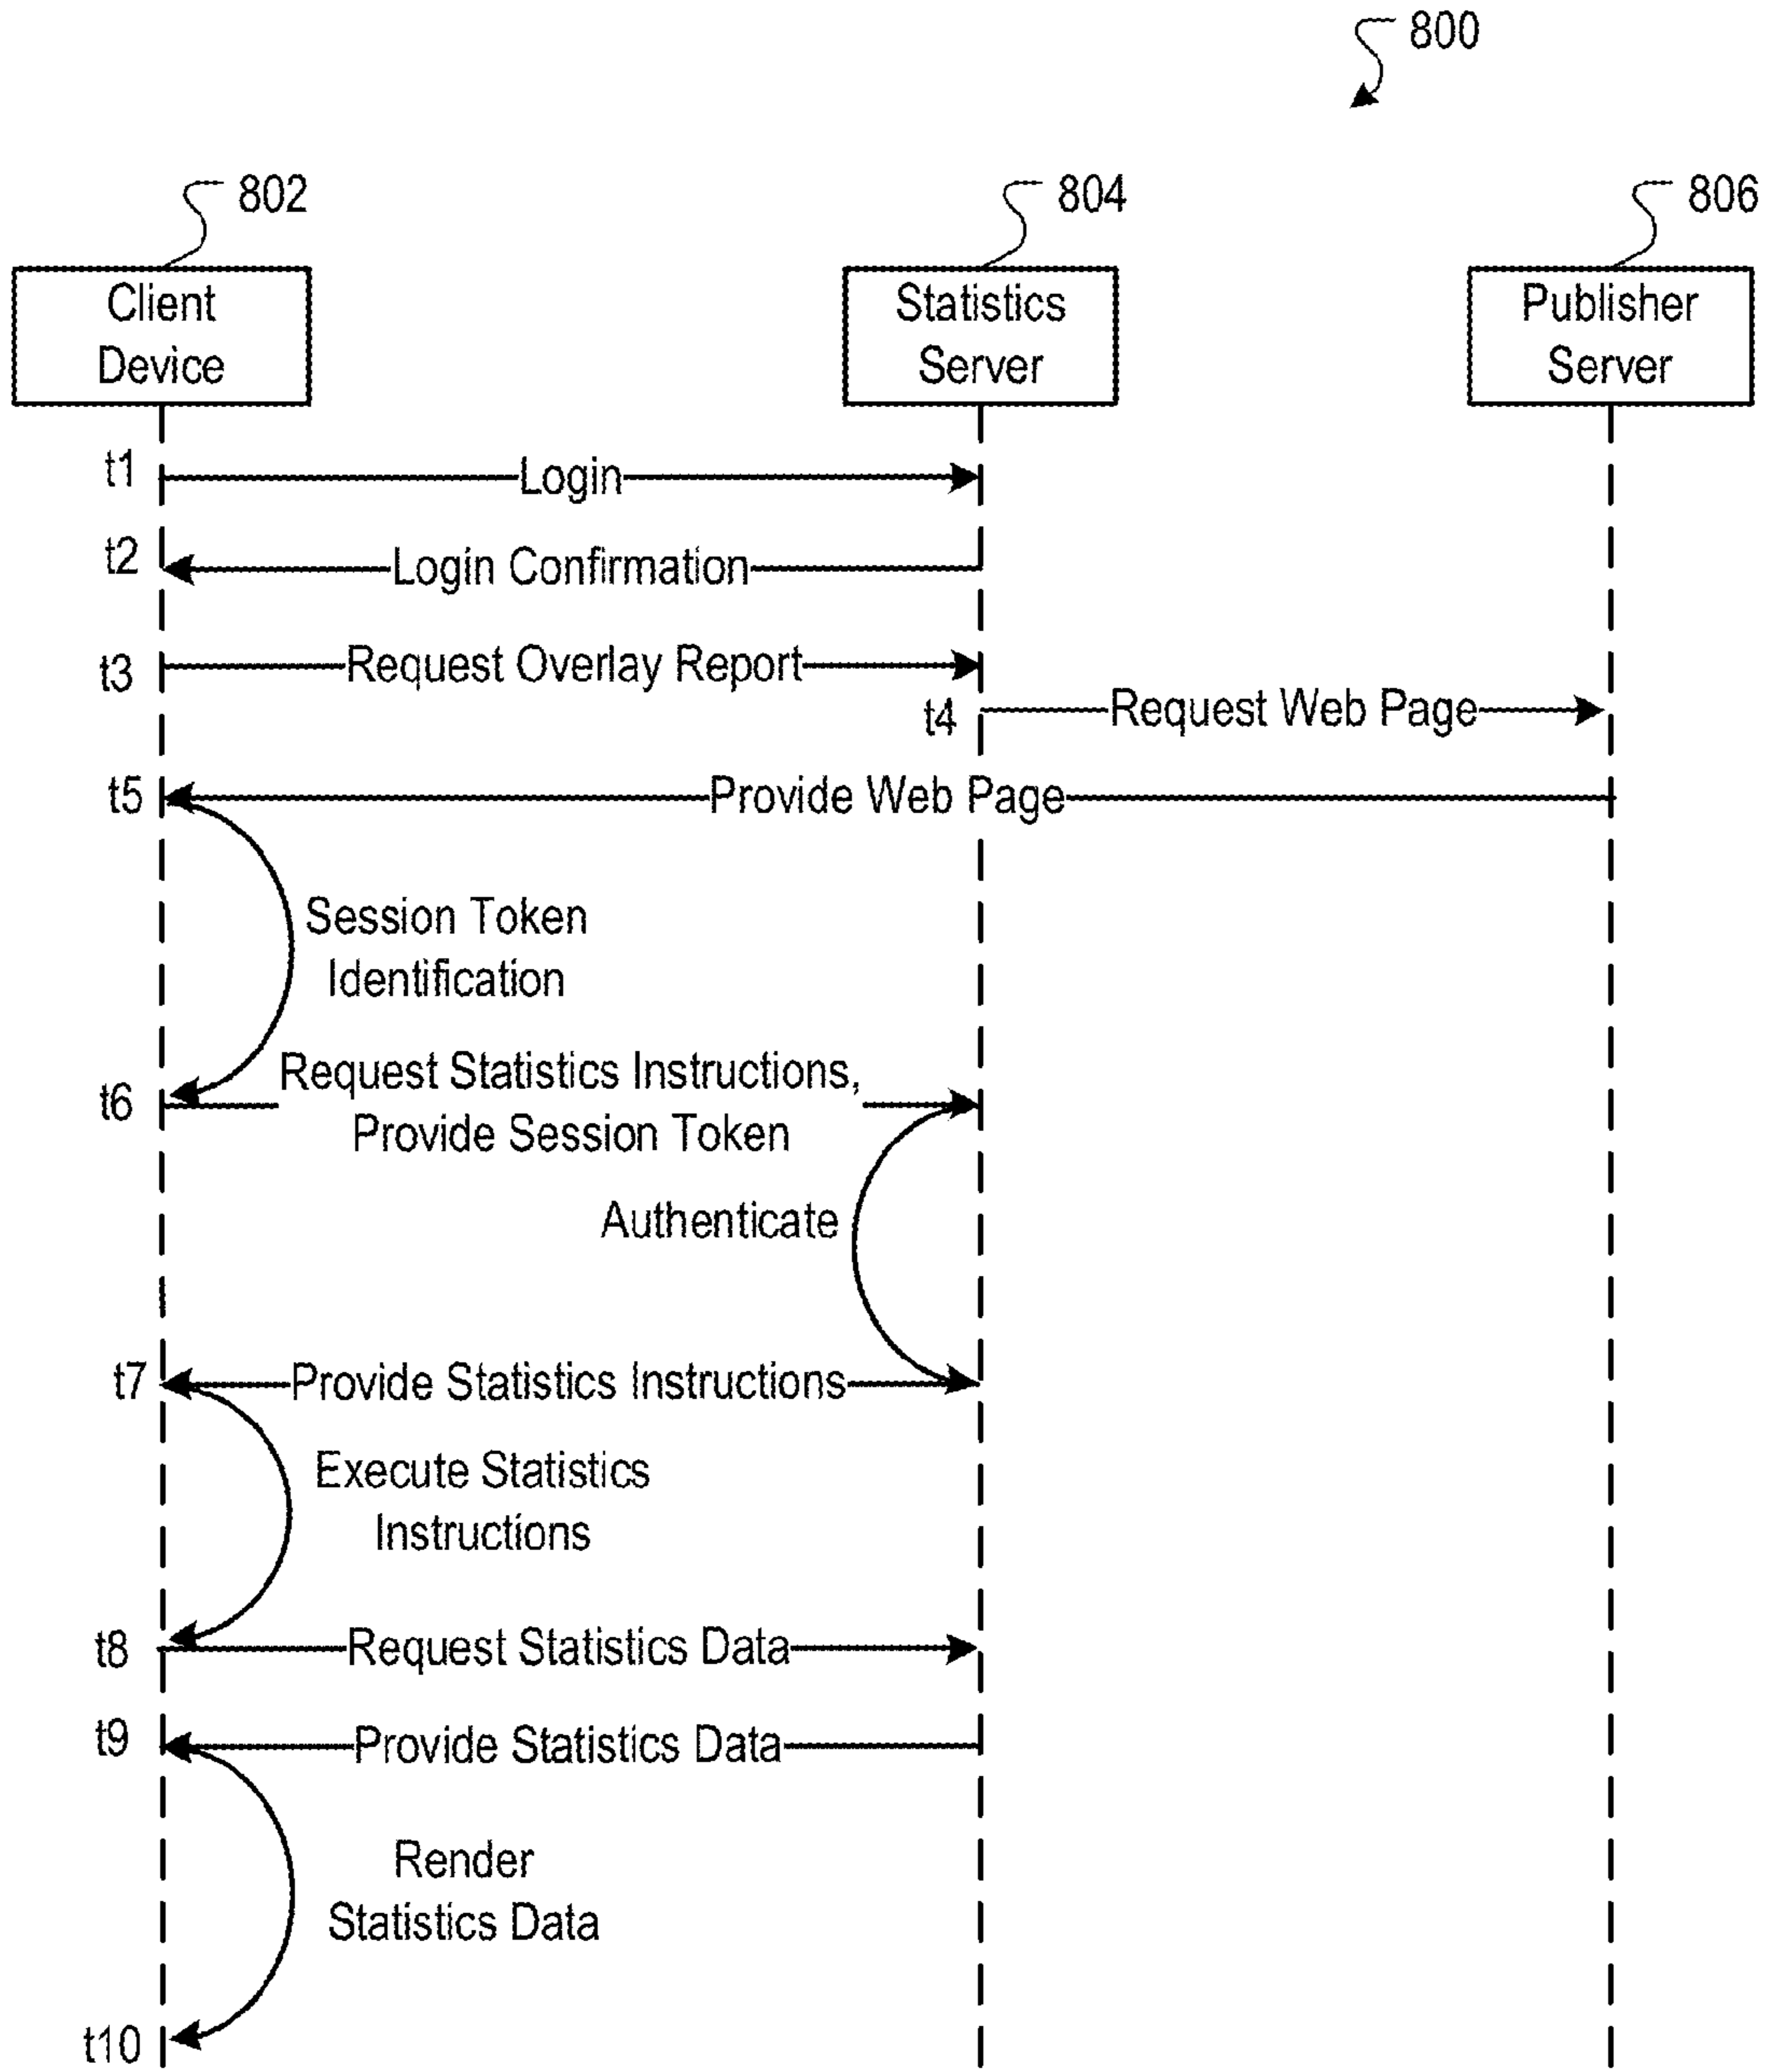 800
802
804
806
Client
Device
Statistics
Server
Publisher
Server
t1
Login
t2
Login Confirmation
t3
Request Overlay Report
t4
Request Web Page
t5
Provide Web Page
Session Token
Identification
t6
Request Statistics Instructions,
Provide Session Token
Authenticate
t7
Provide Statistics Instructions
Execute Statistics
Instructions
t8
Request Statistics Data
t9
Provide Statistics Data
Render
Statistics Data
t10